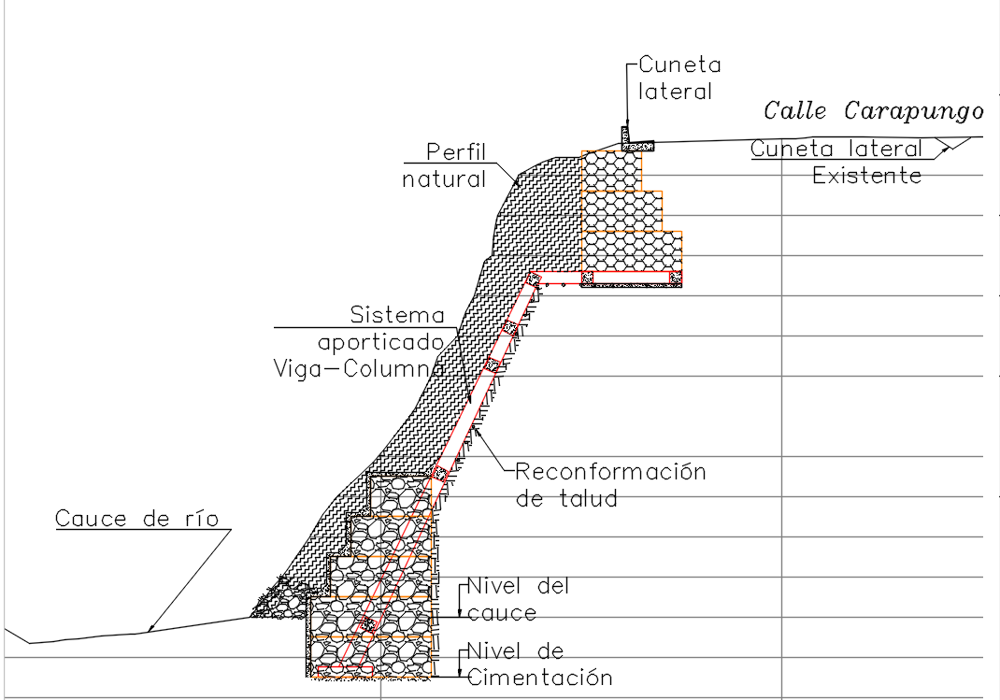 Cuneta
lateral
Calle Carapungo
Cuneta lateral
Existente
Perfil
natural
Sistema
aporticado
Viga-Columna
Reconformación
de talud
Cauce de río
Nivel del
cauce
Nivel de
Cimentación